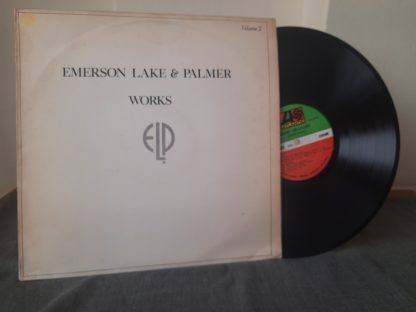 Volume 2
EMERSON LAKE & PALMER
WORKS
ELP